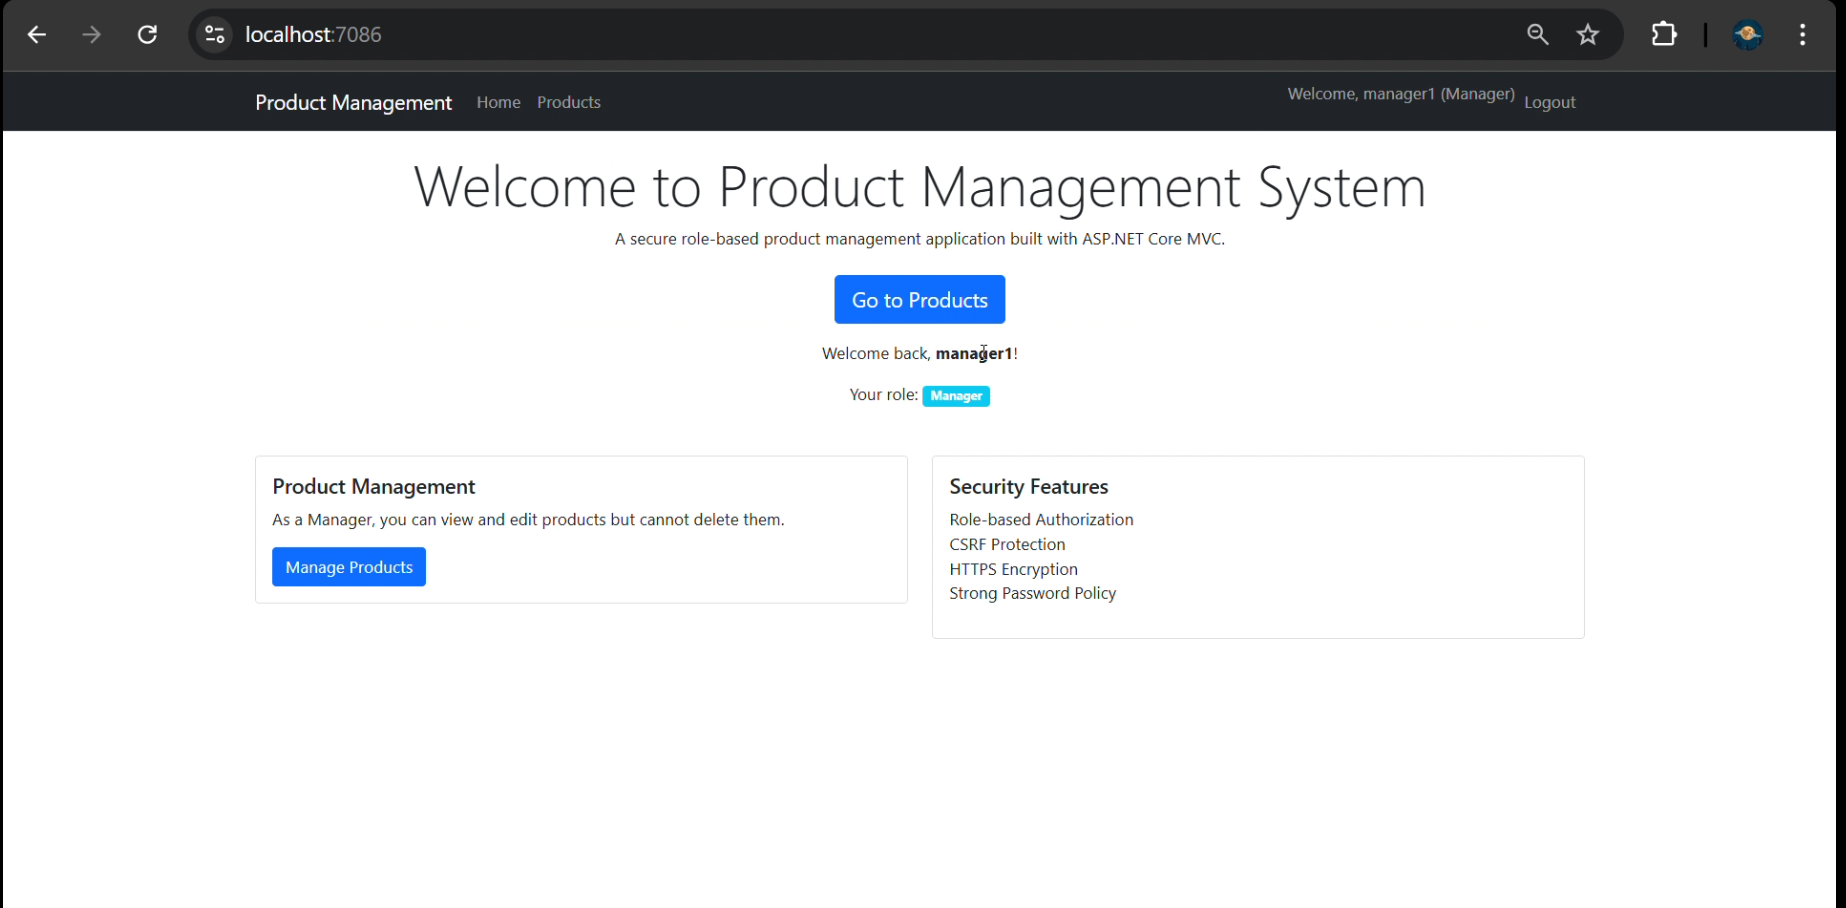 localhost:7086
Product Management Home Products Welcome, manager1 (Manager) Logout
Welcome to Product Management System
A secure role-based product management application built with ASP.NET Core MVC.
Go to Products
Welcome back, manager1!
Your role: Manager
Product Management
As a Manager, you can view and edit products but cannot delete them.
Manage Products
Security Features
Role-based Authorization
CSRF Protection
HTTPS Encryption
Strong Password Policy